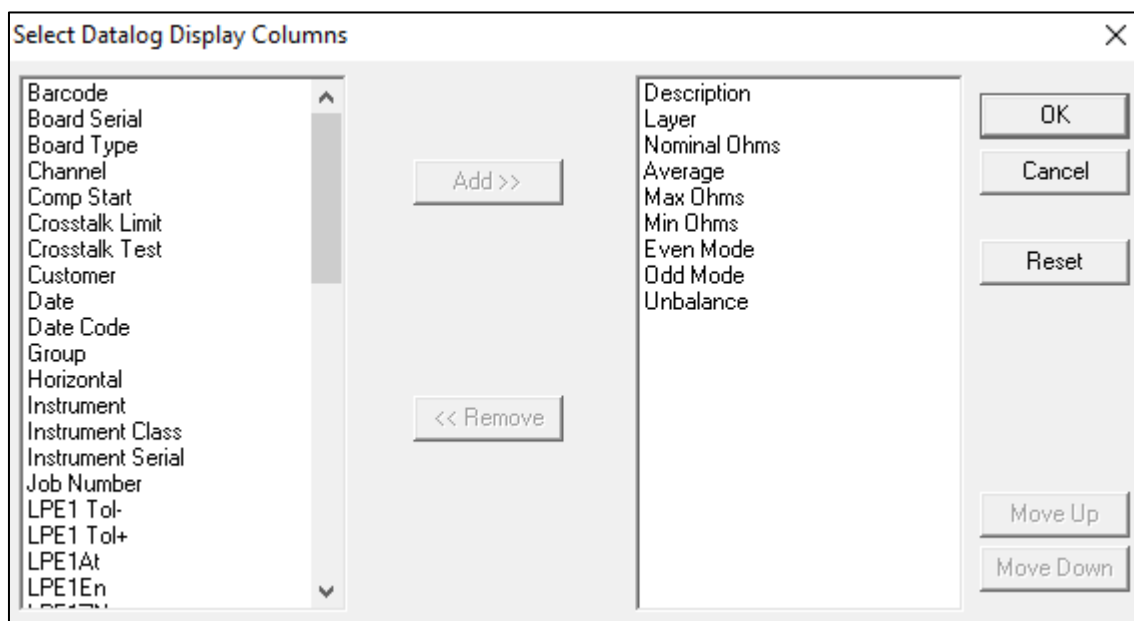 Select Datalog Display Columns
Barcode
Board Serial
Board Type
Channel
Comp Start
Crosstalk Limit
Crosstalk Test
Customer
Date
Date Code
Group
Horizontal
Instrument
Instrument Class
Instrument Serial
Job Number
LPE1 Tol-
LPE1 Tol+
LPE1At
LPE1En
Add >>
<< Remove
Description
Layer
Nominal Ohms
Average
Max Ohms
Min Ohms
Even Mode
Odd Mode
Unbalance
OK
Cancel
Reset
Move Up
Move Down